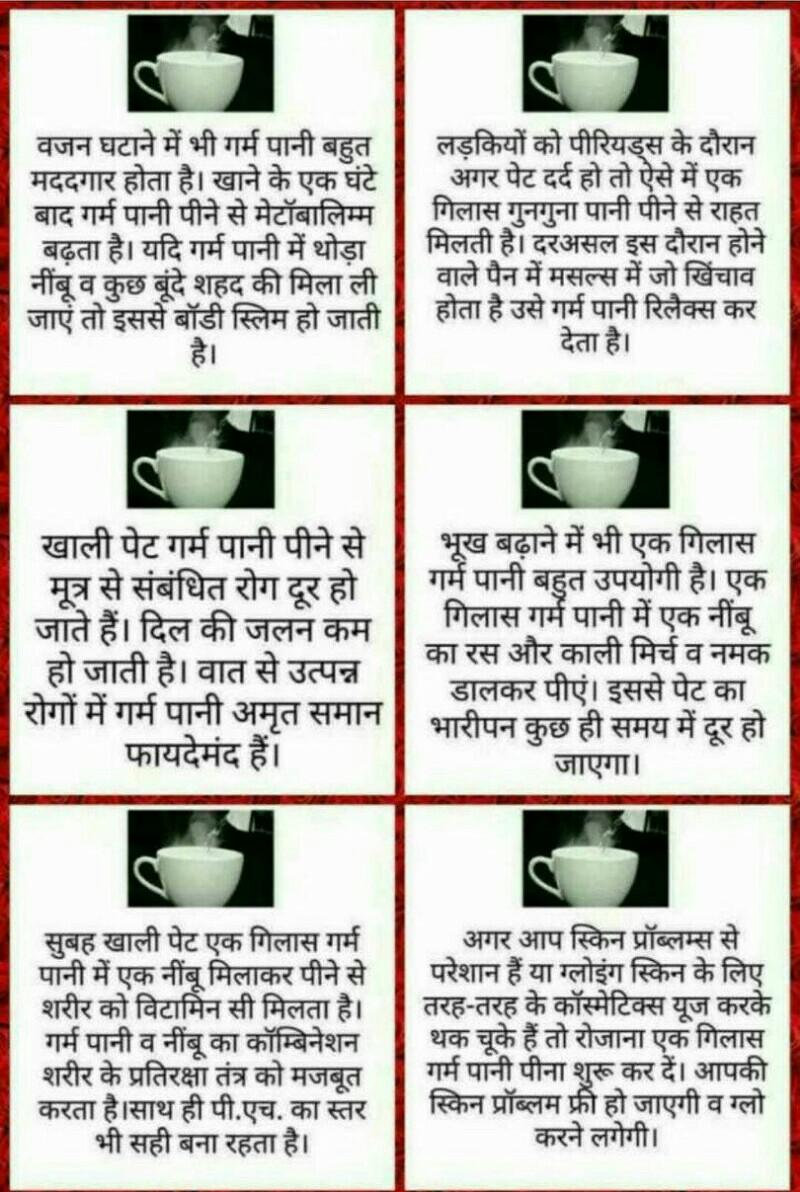 वजन घटाने में भी गर्म पानी बहुत
मददगार होता है। खाने के एक घंटे
बाद गर्म पानी पीने से मेटॉबालिम्म
बढ़ता है। यदि गर्म पानी में थोड़ा
नींबू व कुछ बूंदे शहद की मिला ली
जाएं तो इससे बॉडी स्लिम हो जाती
है।
लड़कियों को पीरियड्स के दौरान
अगर पेट दर्द हो तो ऐसे में एक
गिलास गुनगुना पानी पीने से राहत
मिलती है। दरअसल इस दौरान होने
वाले पैन में मसल्स में जो खिंचाव
होता है उसे गर्म पानी रिलैक्स कर
देता है।
खाली पेट गर्म पानी पीने से
मूत्र से संबंधित रोग दूर हो
जाते हैं। दिल की जलन कम
हो जाती है। वात से उत्पन्न
रोगों में गर्म पानी अमृत समान
फायदेमंद हैं।
भूख बढ़ाने में भी एक गिलास
गर्म पानी बहुत उपयोगी है। एक
गिलास गर्म पानी में एक नींबू
का रस और काली मिर्च व नमक
डालकर पीएं। इससे पेट का
भारीपन कुछ ही समय में दूर हो
जाएगा।
सुबह खाली पेट एक गिलास गर्म
पानी में एक नींबू मिलाकर पीने से
शरीर को विटामिन सी मिलता है।
गर्म पानी व नींबू का कॉम्बिनेशन
शरीर के प्रतिरक्षा तंत्र को मजबूत
करता है।साथ ही पी.एच. का स्तर
भी सही बना रहता है।
अगर आप स्किन प्रॉब्लम्स से
परेशान हैं या ग्लोइंग स्किन के लिए
तरह-तरह के कॉस्मेटिक्स यूज करके
थक चूके हैं तो रोजाना एक गिलास
गर्म पानी पीना शुरू कर दें। आपकी
स्किन प्रॉब्लम फ्री हो जाएगी व ग्लो
करने लगेगी।